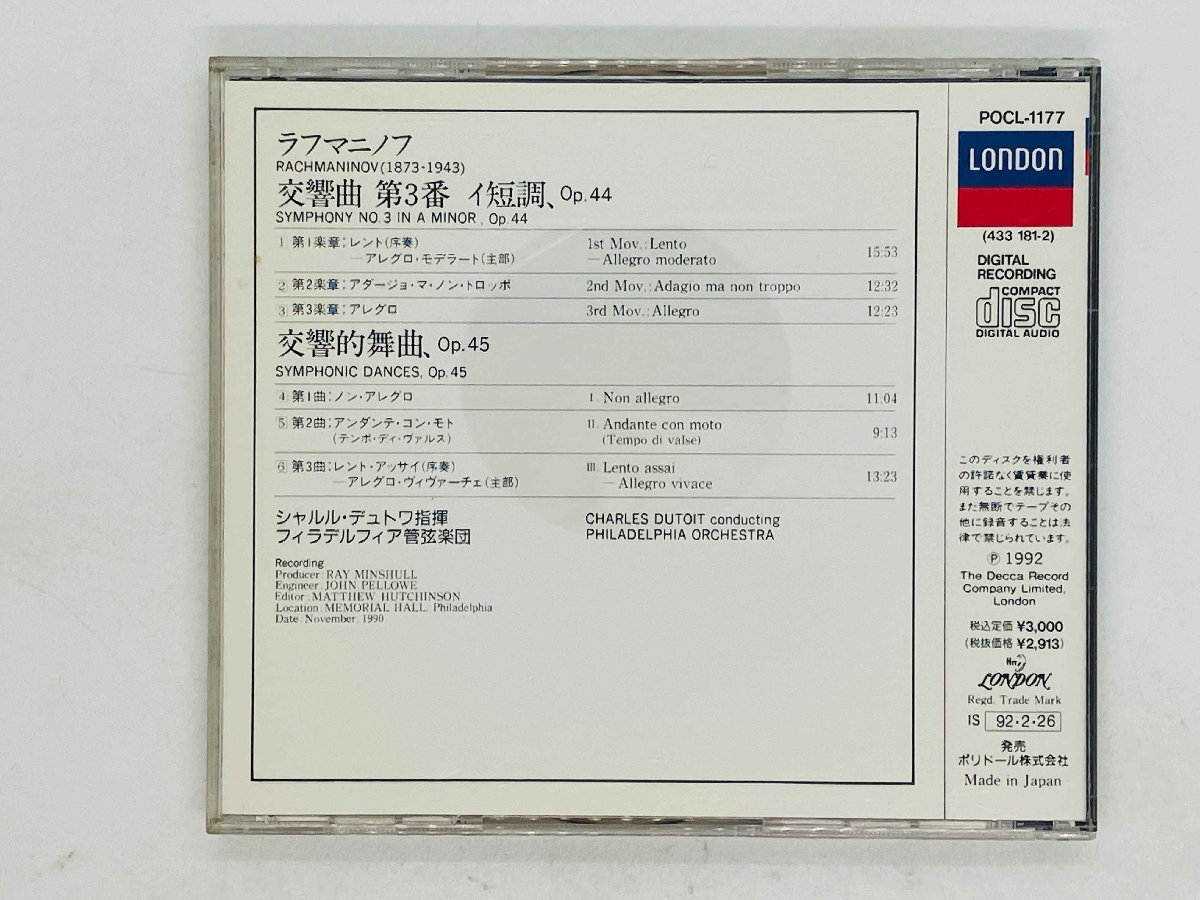 ラフマニノフ
RACHMANINOV (1873-1943)
交響曲 第3番 イ短調、Op.44
SYMPHONY NO. 3 IN A MINOR, Op. 44
1 第1楽章:レント(序奏) 1st Mov.: Lento
—アレグロ・モデラート(主部) —Allegro moderato 15:53
2 第2楽章:アダージョ・マ・ノン・トロッポ 2nd Mov.: Adagio ma non troppo 12:32
3 第3楽章:アレグロ 3rd Mov.: Allegro 12:23
交響的舞曲、Op.45
SYMPHONIC DANCES, Op. 45
4 第1曲:ノン・アレグロ I. Non allegro 11:04
5 第2曲:アンダンテ・コン・モト II. Andante con moto
(テンポ・ディ・ヴァルス) (Tempo di valse) 9:13
6 第3曲:レント・アッサイ(序奏) III. Lento assai
—アレグロ・ヴィヴァーチェ(主部) —Allegro vivace 13:23
シャルル・デュトワ指揮 CHARLES DUTOIT conducting
フィラデルフィア管弦楽団 PHILADELPHIA ORCHESTRA
Recording
Producer: RAY MINSHULL
Engineer: JOHN PELLOWE
Editor: MATTHEW HUTCHINSON
Location: MEMORIAL HALL, Philadelphia
Date: November, 1990
POCL-1177
LONDON
(433 181-2)
DIGITAL
RECORDING
COMPACT
disc
DIGITAL AUDIO
このディスクを権利者
の許諾なく賃貸業に使
用することを禁じます。
また無断でテープその
他に録音することは法
律で禁じられています。
℗ 1992
The Decca Record
Company Limited,
London
税込定価 ¥3,000
(税抜価格 ¥2,913)
LONDON
Regd. Trade Mark
IS 92・2・26
発売
ポリドール株式会社
Made in Japan